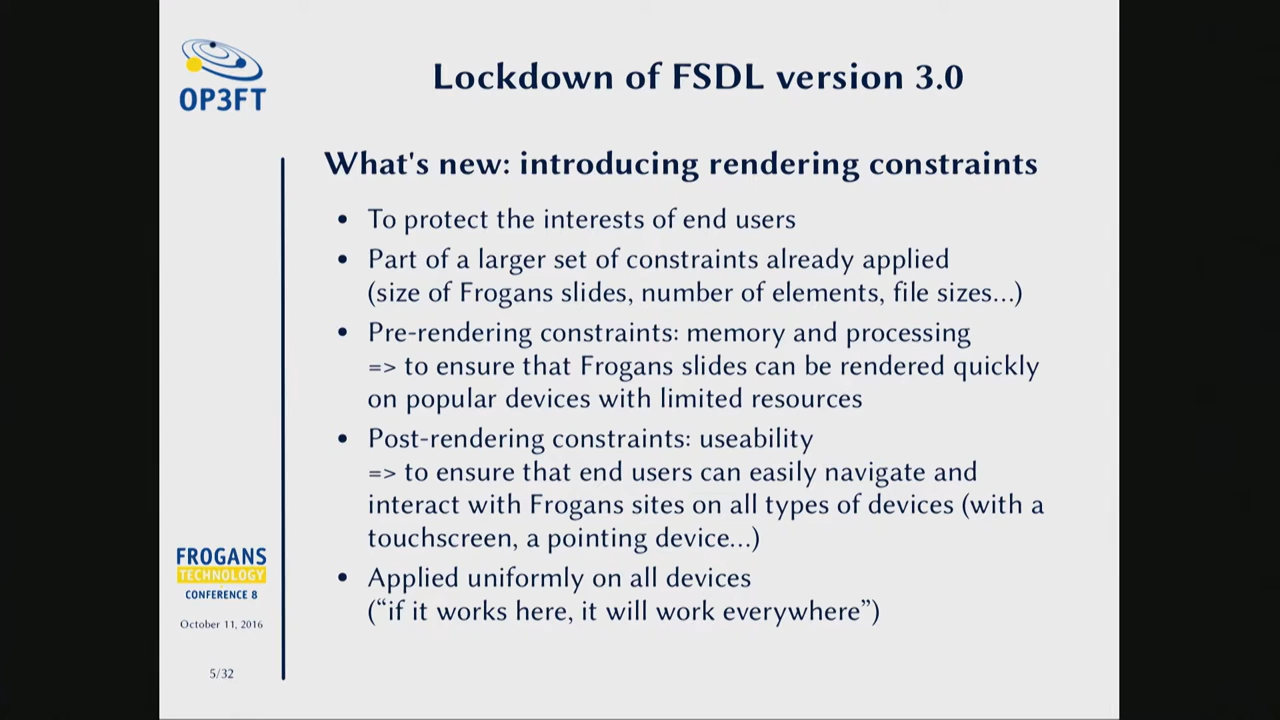 OP3FT
Lockdown of FSDL version 3.0
What's new: introducing rendering constraints
• To protect the interests of end users
• Part of a larger set of constraints already applied
(size of Frogans slides, number of elements, file sizes...)
• Pre-rendering constraints: memory and processing
=> to ensure that Frogans slides can be rendered quickly
on popular devices with limited resources
• Post-rendering constraints: useability
=> to ensure that end users can easily navigate and
interact with Frogans sites on all types of devices (with a
touchscreen, a pointing device...)
• Applied uniformly on all devices
(“if it works here, it will work everywhere”)
FROGANS
TECHNOLOGY
CONFERENCE 8
October 11, 2016
5/32